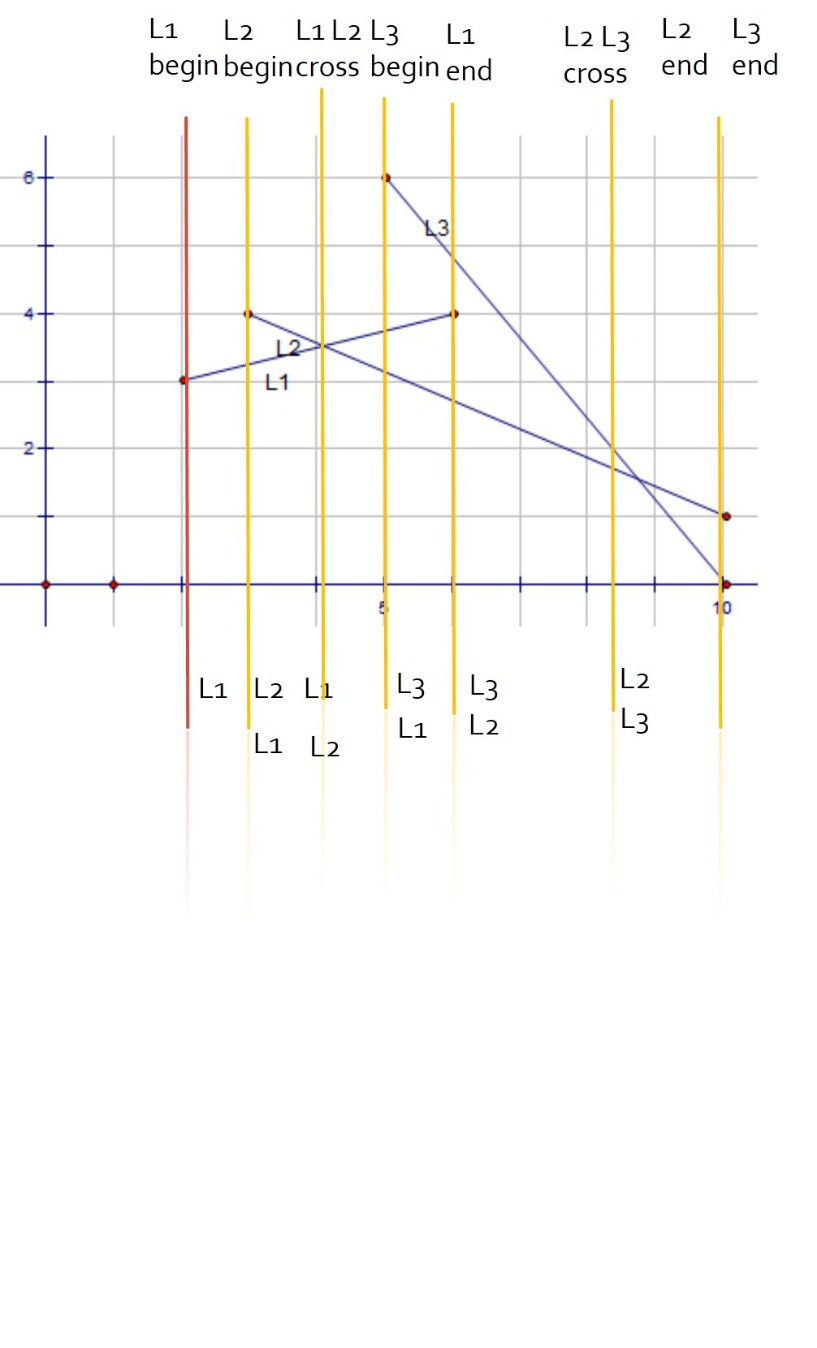 L1 begin
L2 begin
L1 L2 cross
L3 begin
L1 end
L2 L3 cross
L2 end
L3 end
6
L3
4
L2
L1
2
5
10
L1
L2
L1
L1
L2
L3
L1
L3
L2
L2
L3